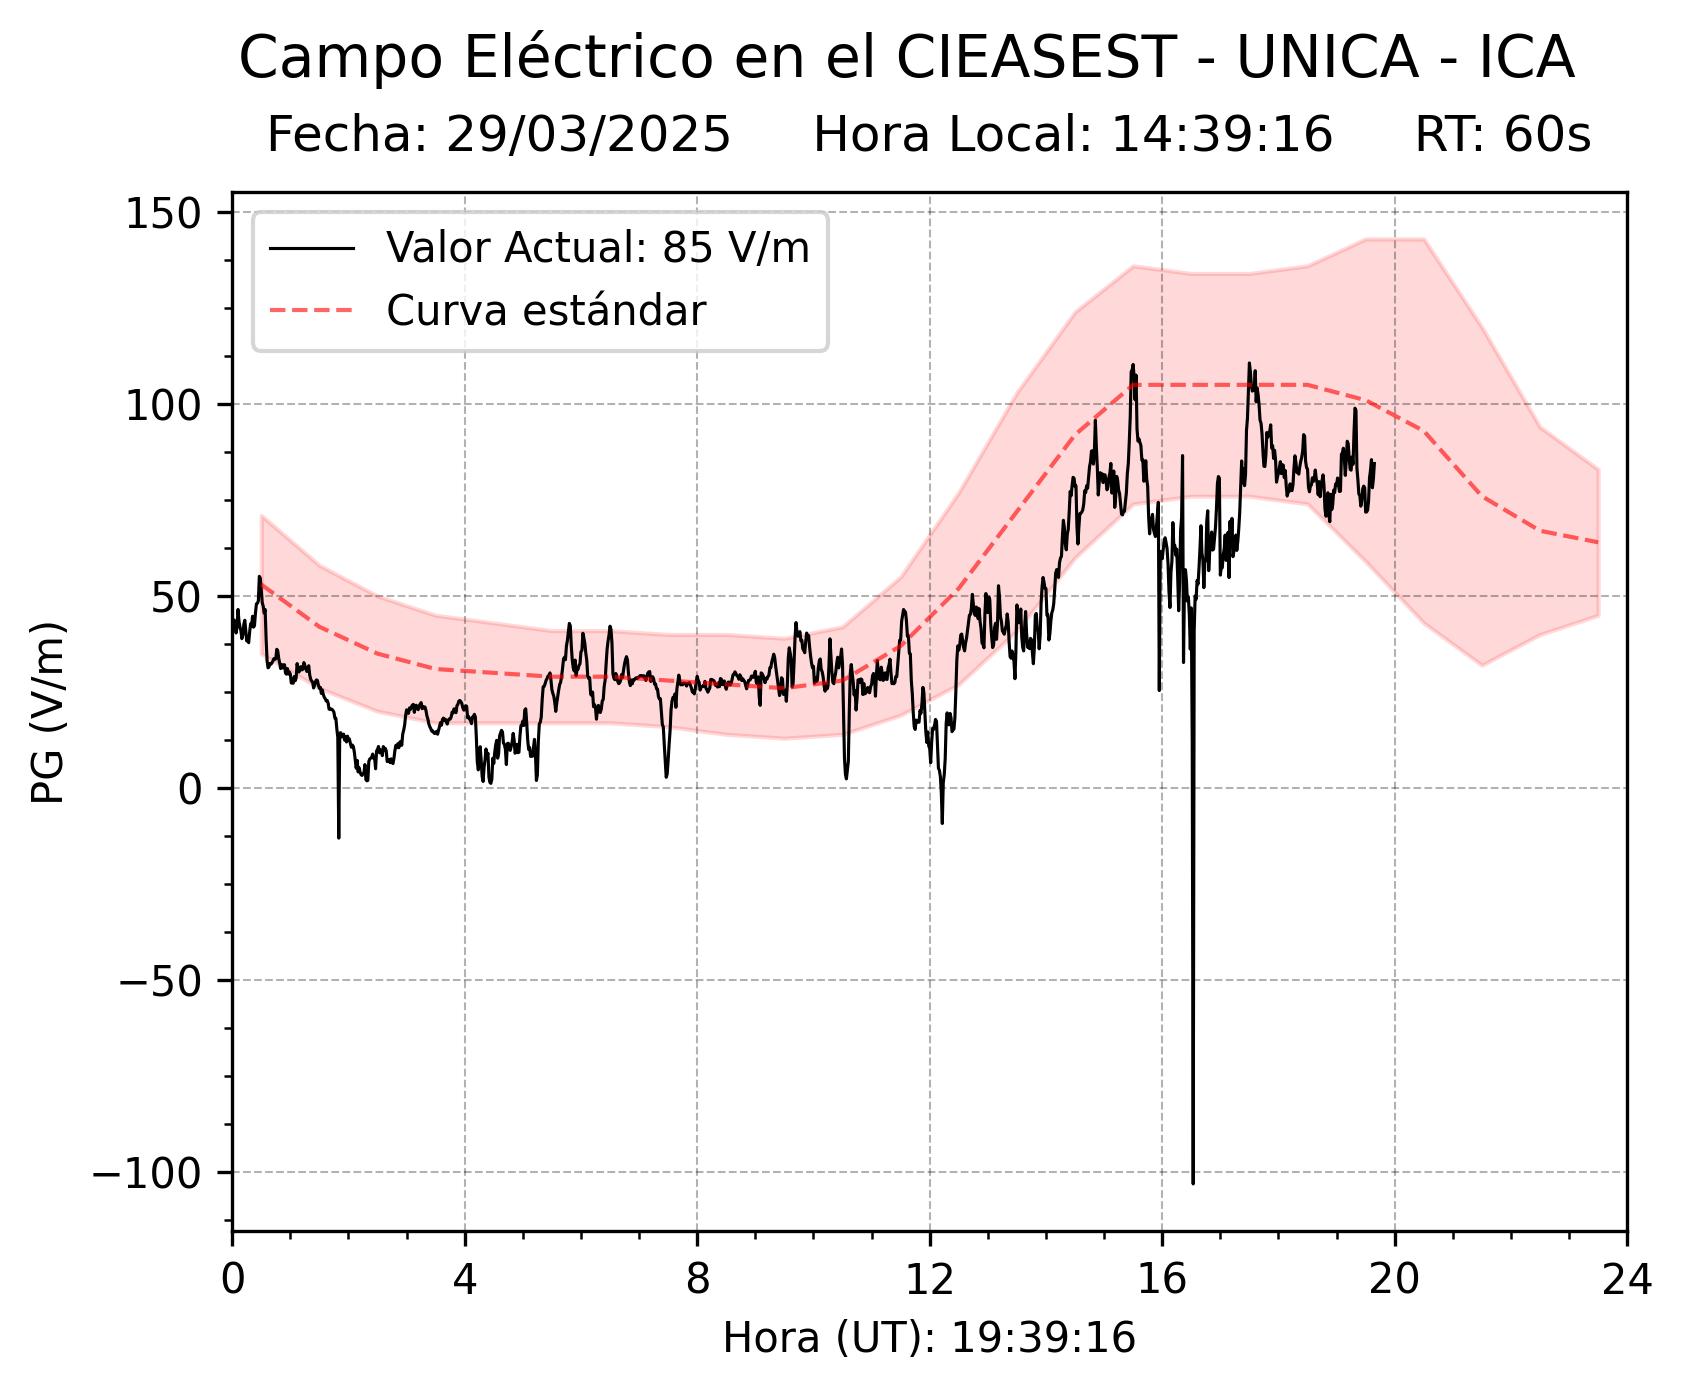 Campo Eléctrico en el CIEASEST - UNICA - ICA
Fecha: 29/03/2025 Hora Local: 14:39:16 RT: 60s
Valor Actual: 85 V/m
Curva estándar
PG (V/m)
150
100
50
0
−50
−100
0 4 8 12 16 20 24
Hora (UT): 19:39:16